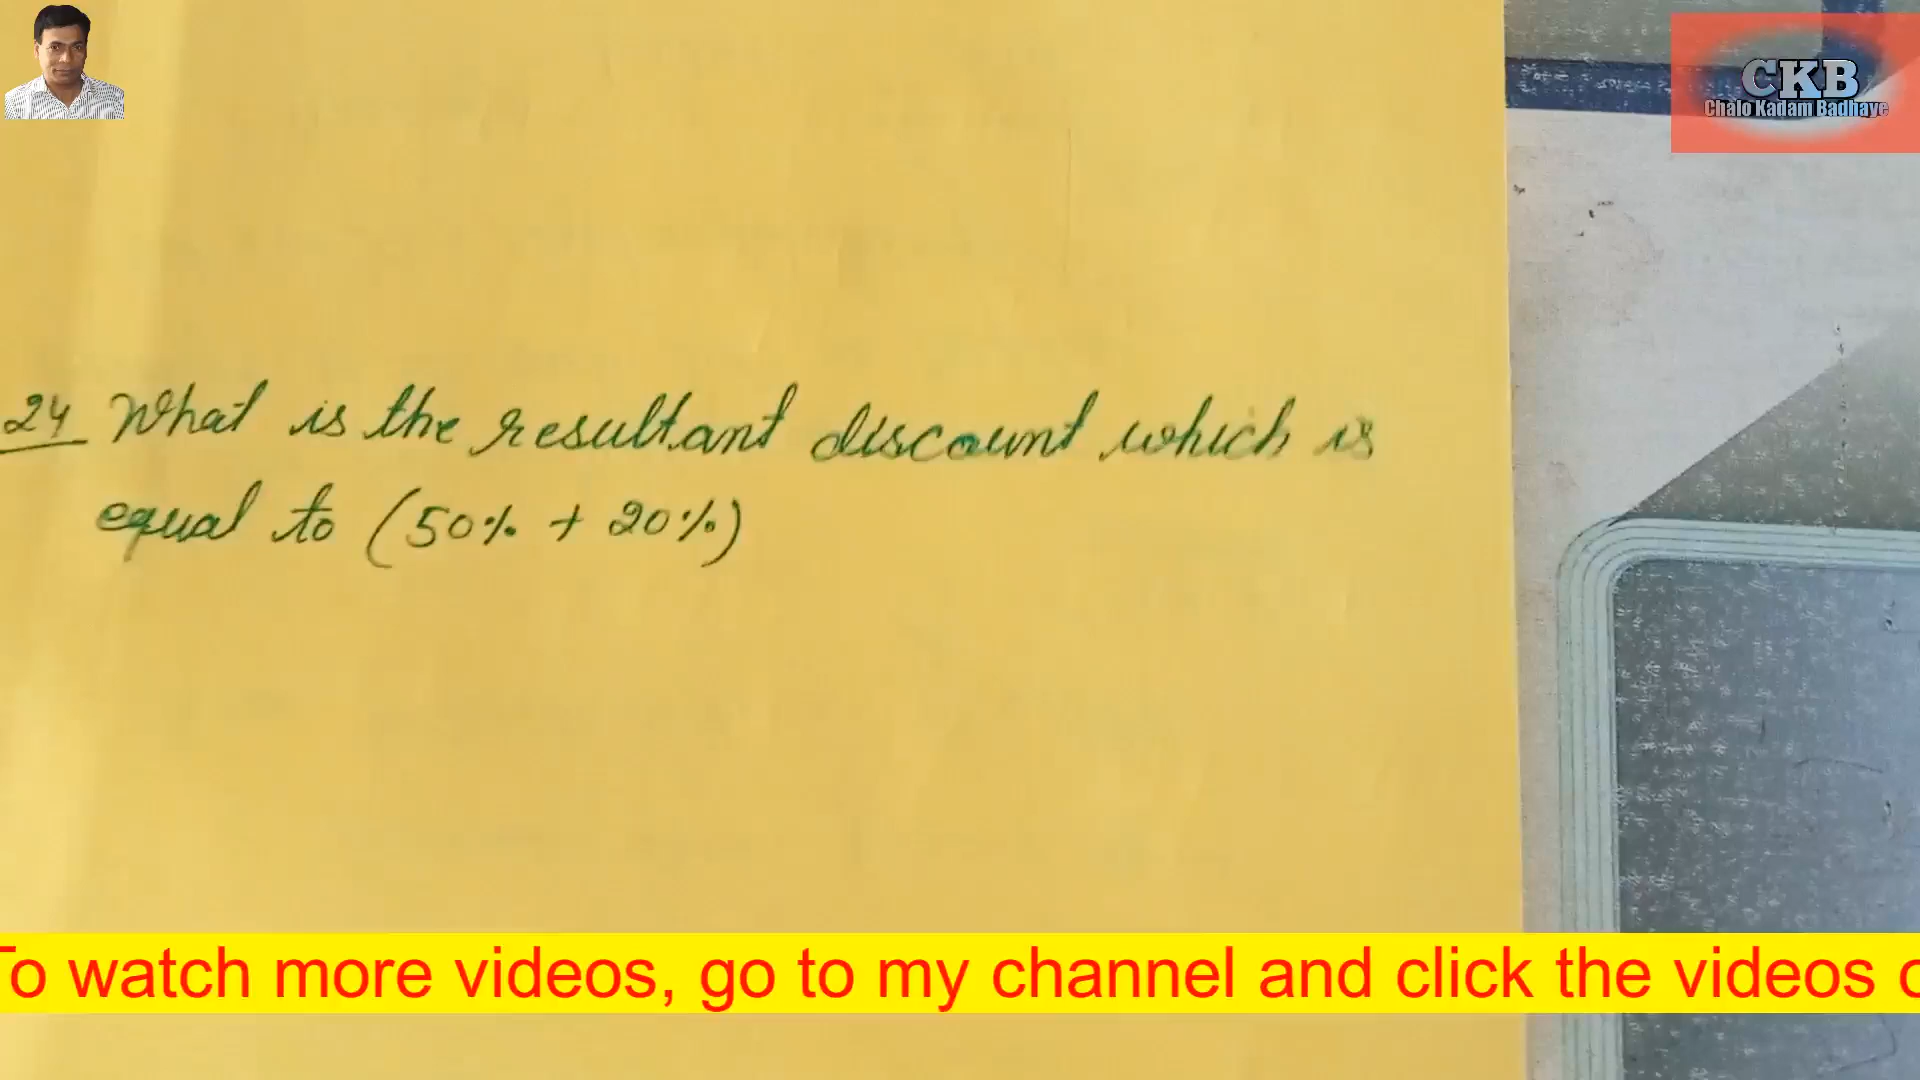 CKB
Chalo Kadam Badhaye
24 What is the resultant discount which is
equal to (50% + 20%)
To watch more videos, go to my channel and click the videos